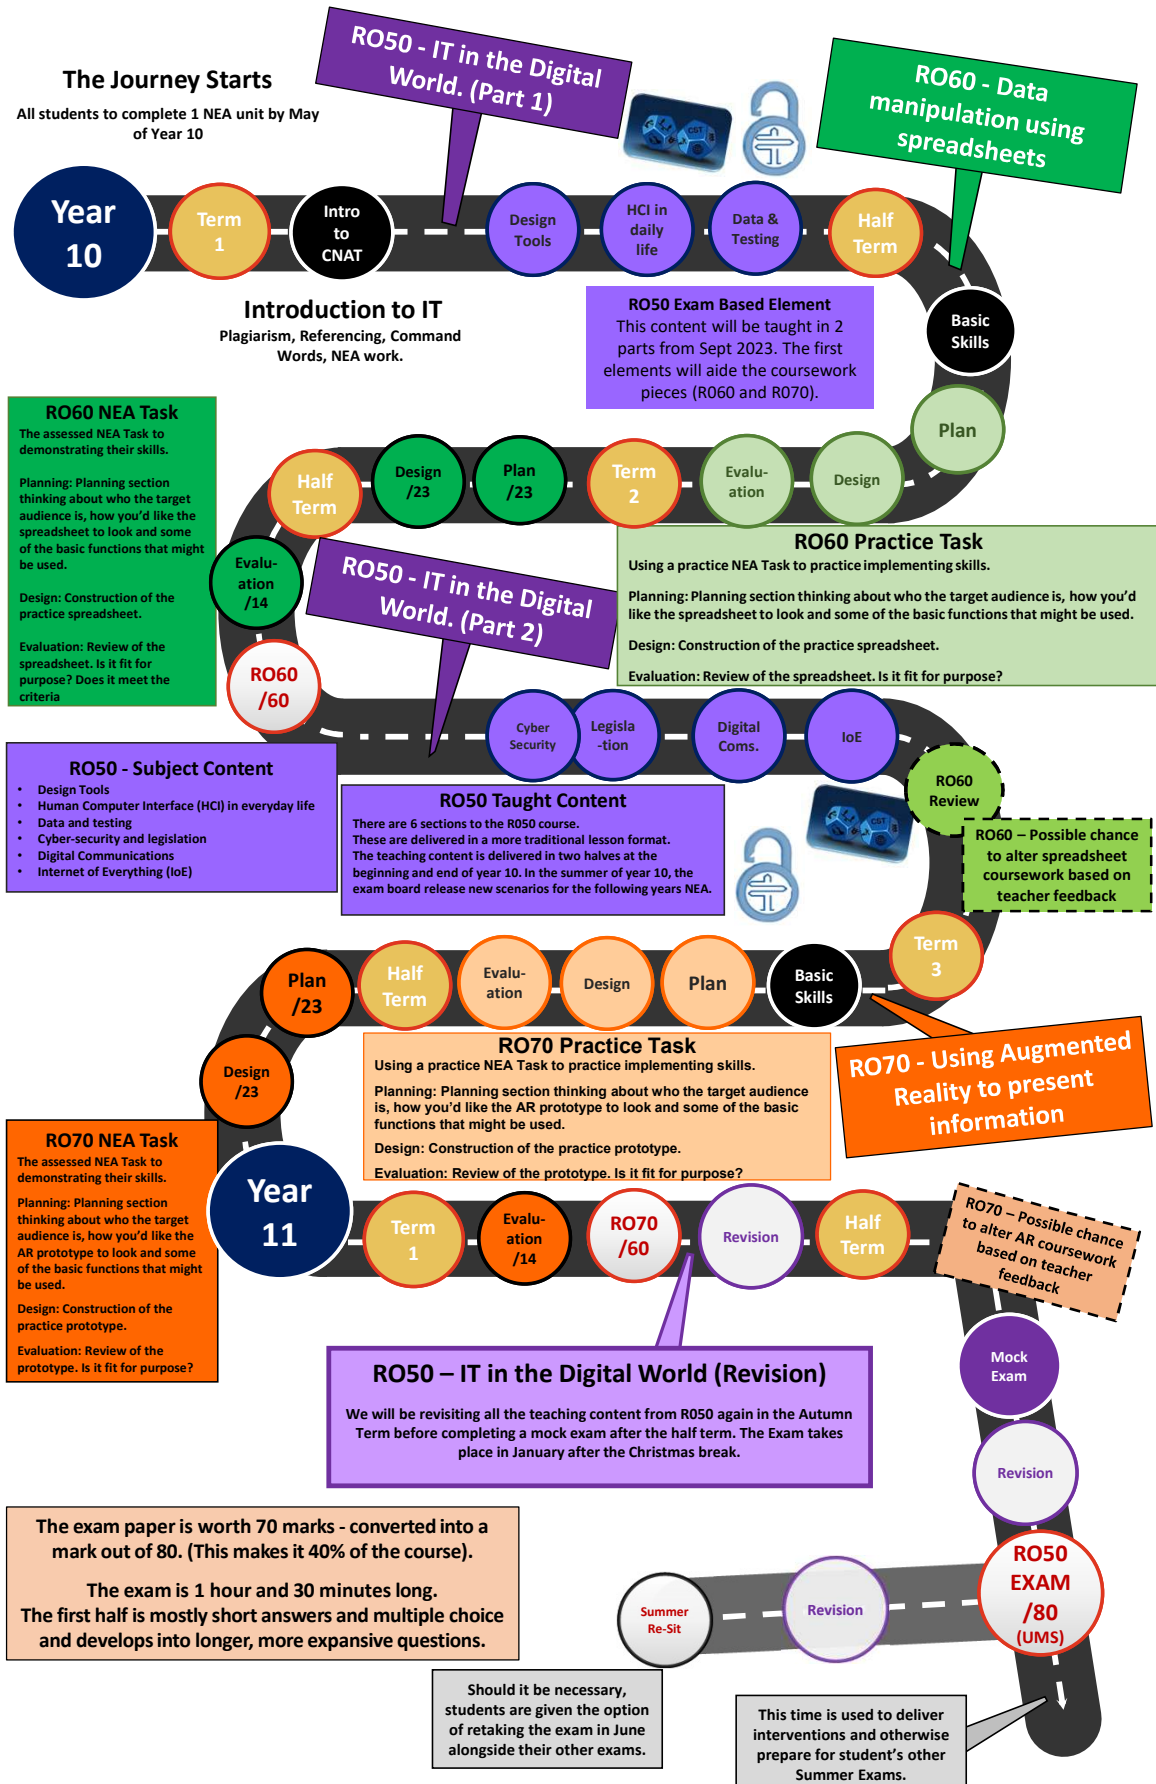 The Journey Starts
All students to complete 1 NEA unit by May
of Year 10
RO50 - IT in the Digital
World. (Part 1)
RO60 - Data
manipulation using
spreadsheets
Year
10
Term
1
Intro
to
CNAT
Design
Tools
HCI in
daily
life
Data &
Testing
Half
Term
Introduction to IT
Plagiarism, Referencing, Command
Words, NEA work.
RO50 Exam Based Element
This content will be taught in 2
parts from Sept 2023. The first
elements will aide the coursework
pieces (R060 and R070).
Basic
Skills
Plan
Design
Evalu-
ation
Term
2
Plan
/23
Design
/23
Half
Term
RO60 NEA Task
The assessed NEA Task to
demonstrating their skills.
Planning: Planning section
thinking about who the target
audience is, how you'd like the
spreadsheet to look and some
of the basic functions that might
be used.
Design: Construction of the
practice spreadsheet.
Evaluation: Review of the
spreadsheet. Is it fit for
purpose? Does it meet the
criteria
Evalu-
ation
/14
RO60
/60
RO50 - IT in the Digital
World. (Part 2)
RO60 Practice Task
Using a practice NEA Task to practice implementing skills.
Planning: Planning section thinking about who the target audience is, how you'd
like the spreadsheet to look and some of the basic functions that might be used.
Design: Construction of the practice spreadsheet.
Evaluation: Review of the spreadsheet. Is it fit for purpose?
Cyber
Security
Legisla
-tion
Digital
Coms.
IoE
RO60
Review
RO50 - Subject Content
• Design Tools
• Human Computer Interface (HCI) in everyday life
• Data and testing
• Cyber-security and legislation
• Digital Communications
• Internet of Everything (IoE)
RO50 Taught Content
There are 6 sections to the R050 course.
These are delivered in a more traditional lesson format.
The teaching content is delivered in two halves at the
beginning and end of year 10. In the summer of year 10, the
exam board release new scenarios for the following years NEA.
RO60 – Possible chance
to alter spreadsheet
coursework based on
teacher feedback
Term
3
Basic
Skills
Plan
Design
Evalu-
ation
Half
Term
Plan
/23
Design
/23
RO70 - Using Augmented
Reality to present
information
RO70 Practice Task
Using a practice NEA Task to practice implementing skills.
Planning: Planning section thinking about who the target audience
is, how you'd like the AR prototype to look and some of the basic
functions that might be used.
Design: Construction of the practice prototype.
Evaluation: Review of the prototype. Is it fit for purpose?
RO70 NEA Task
The assessed NEA Task to
demonstrating their skills.
Planning: Planning section
thinking about who the target
audience is, how you'd like the
AR prototype to look and some
of the basic functions that might
be used.
Design: Construction of the
practice prototype.
Evaluation: Review of the
prototype. Is it fit for purpose?
Year
11
Term
1
Evalu-
ation
/14
RO70
/60
Revision
Half
Term
RO70 – Possible chance
to alter AR coursework
based on teacher
feedback
Mock
Exam
Revision
RO50 – IT in the Digital World (Revision)
We will be revisiting all the teaching content from R050 again in the Autumn
Term before completing a mock exam after the half term. The Exam takes
place in January after the Christmas break.
The exam paper is worth 70 marks - converted into a
mark out of 80. (This makes it 40% of the course).
The exam is 1 hour and 30 minutes long.
The first half is mostly short answers and multiple choice
and develops into longer, more expansive questions.
RO50
EXAM
/80
(UMS)
Revision
Summer
Re-Sit
Should it be necessary,
students are given the option
of retaking the exam in June
alongside their other exams.
This time is used to deliver
interventions and otherwise
prepare for student's other
Summer Exams.